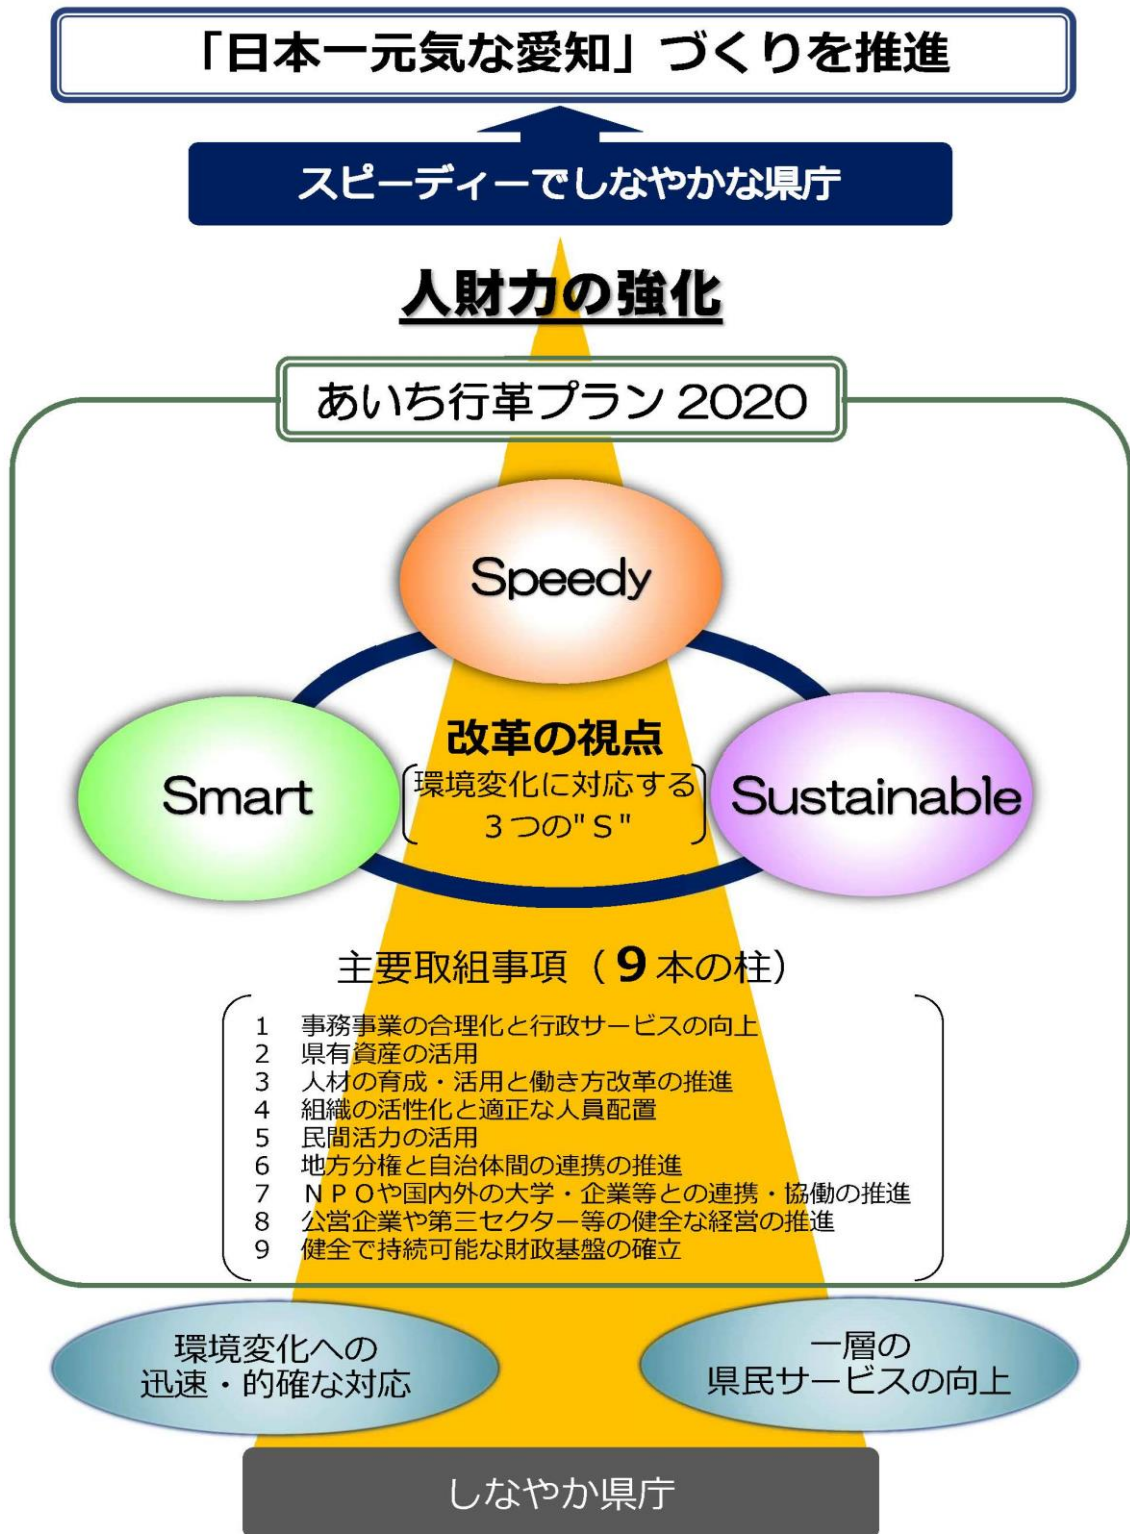 「日本一元気な愛知」づくりを推進
スピーディーでしなやかな県庁
人財力の強化
あいち行革プラン 2020
Speedy
Smart
改革の視点
環境変化に対応する
３つの"Ｓ"
Sustainable
主要取組事項（９本の柱）
1 事務事業の合理化と行政サービスの向上
2 県有資産の活用
3 人材の育成・活用と働き方改革の推進
4 組織の活性化と適正な人員配置
5 民間活力の活用
6 地方分権と自治体間の連携の推進
7 ＮＰＯや国内外の大学・企業等との連携・協働の推進
8 公営企業や第三セクター等の健全な経営の推進
9 健全で持続可能な財政基盤の確立
環境変化への
迅速・的確な対応
一層の
県民サービスの向上
しなやか県庁